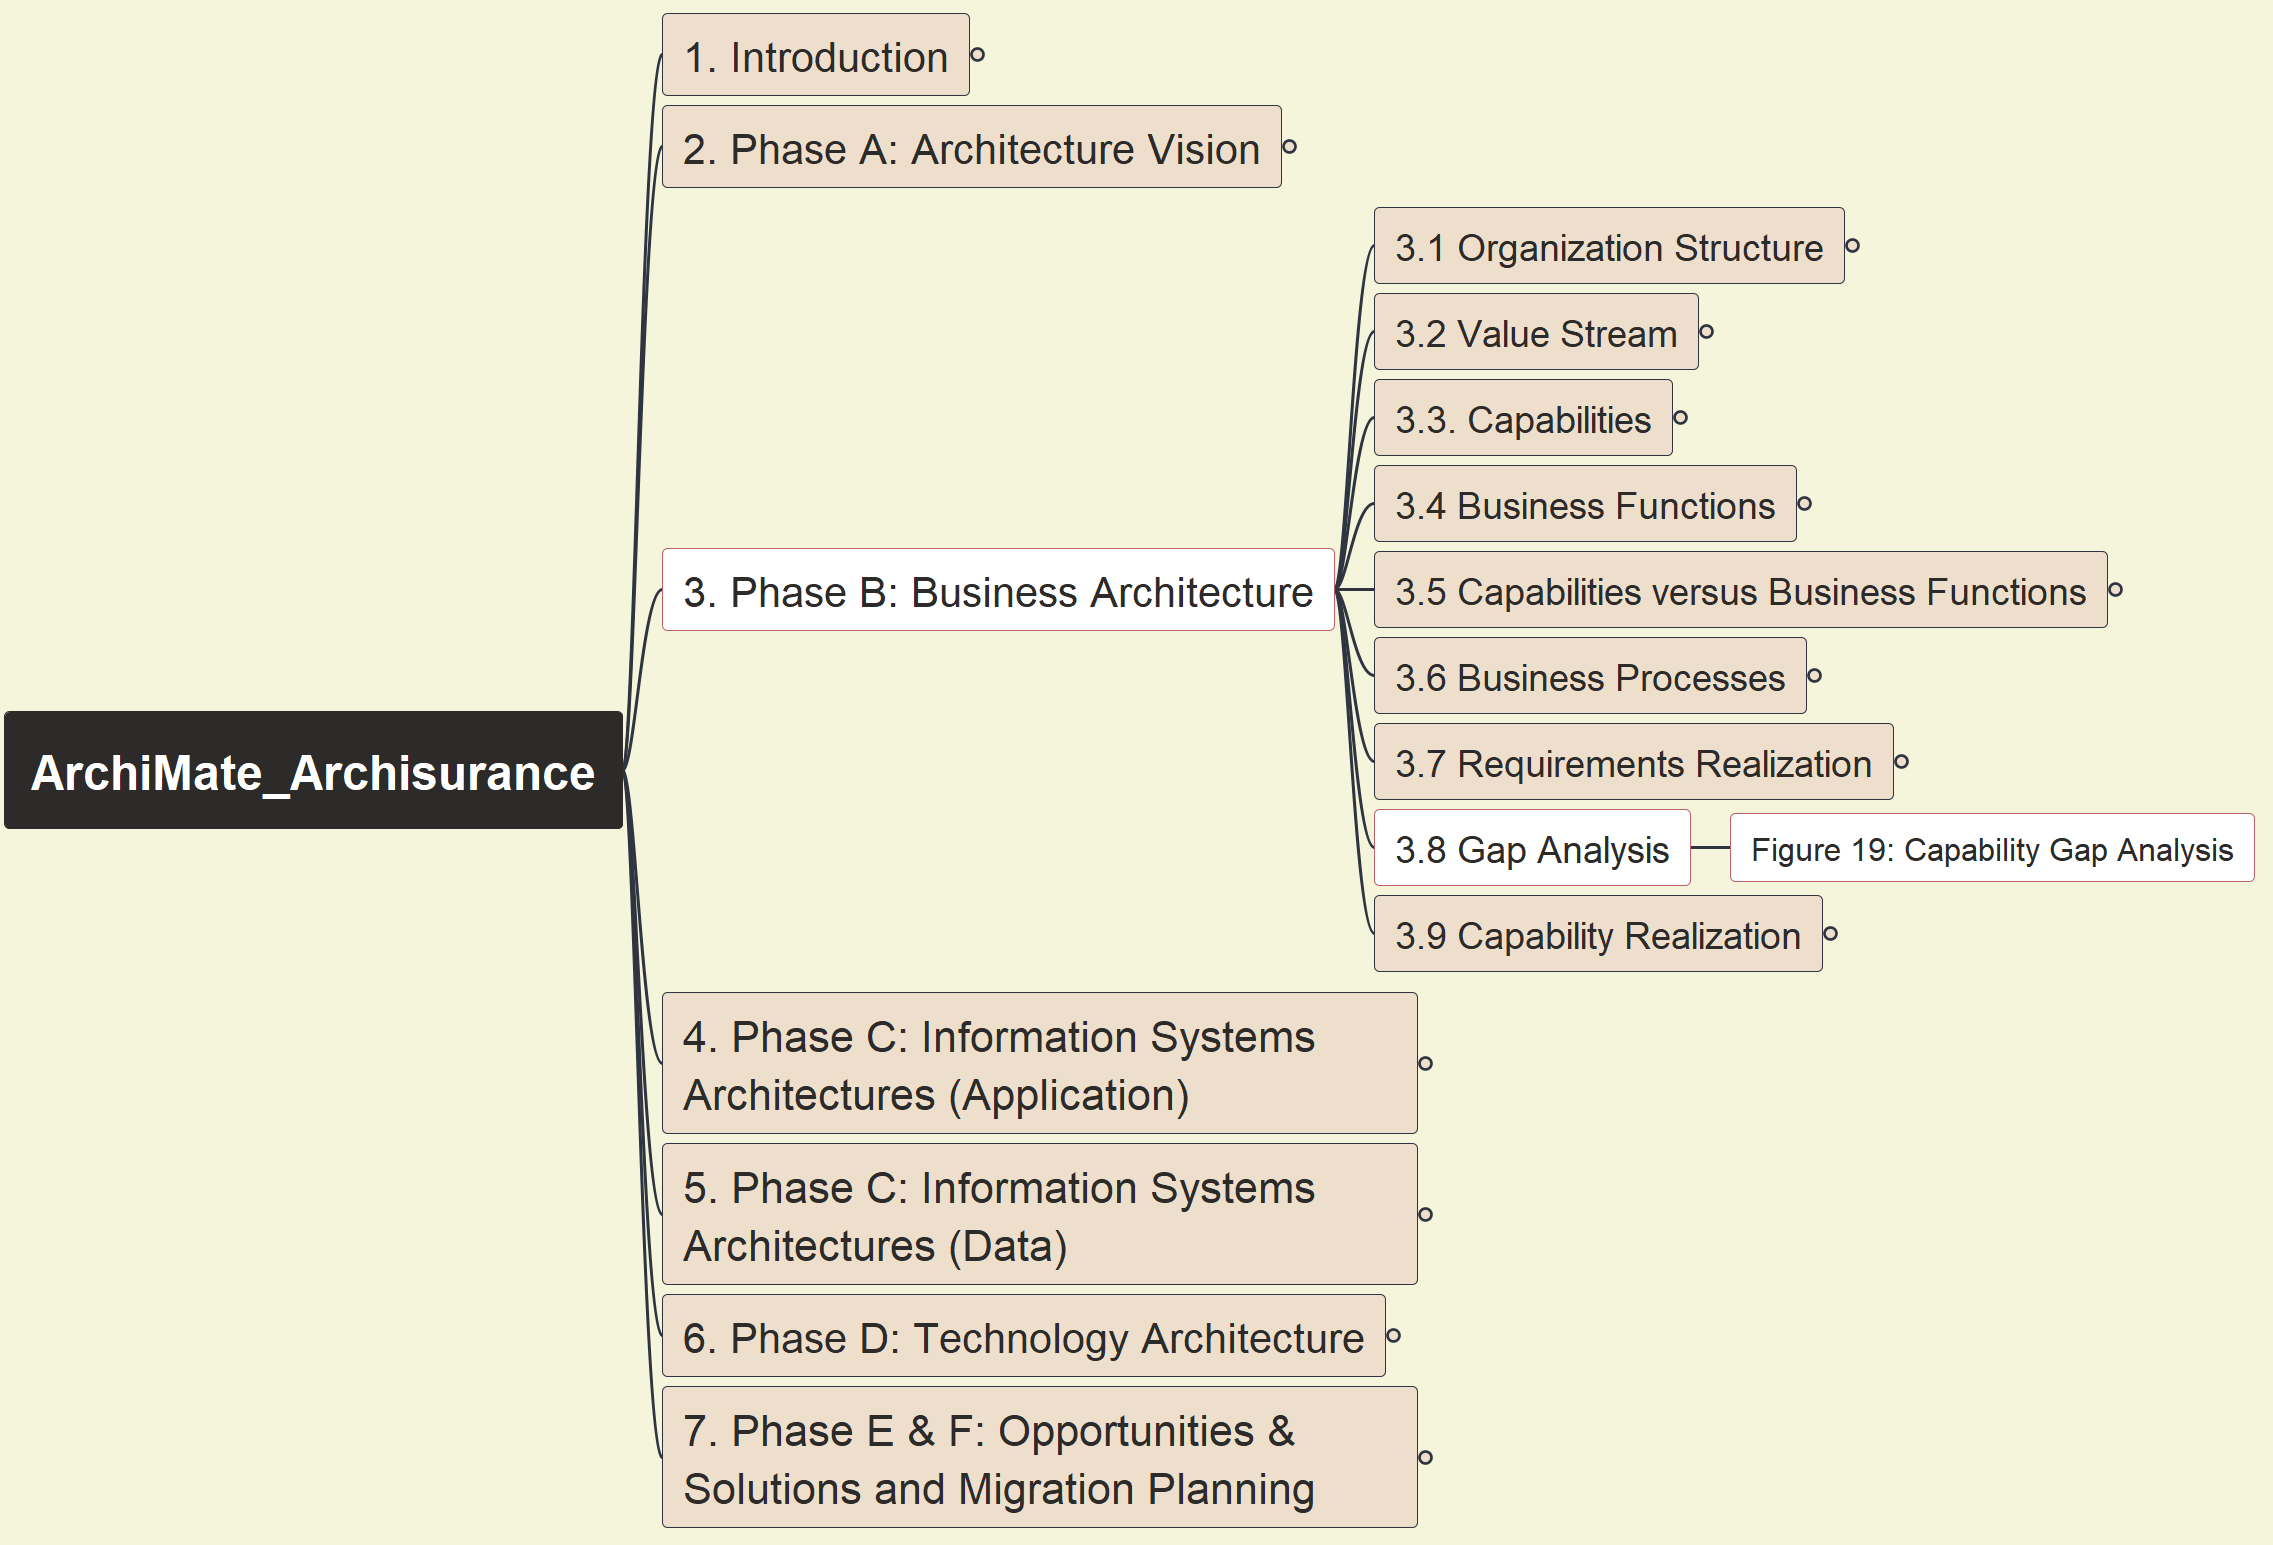 1. Introduction
2. Phase A: Architecture Vision
3.1 Organization Structure
3.2 Value Stream
3.3. Capabilities
3.4 Business Functions
3. Phase B: Business Architecture
3.5 Capabilities versus Business Functions
3.6 Business Processes
ArchiMate_Archisurance
3.7 Requirements Realization
3.8 Gap Analysis
Figure 19: Capability Gap Analysis
3.9 Capability Realization
4. Phase C: Information Systems
Architectures (Application)
5. Phase C: Information Systems
Architectures (Data)
6. Phase D: Technology Architecture
7. Phase E & F: Opportunities &
Solutions and Migration Planning